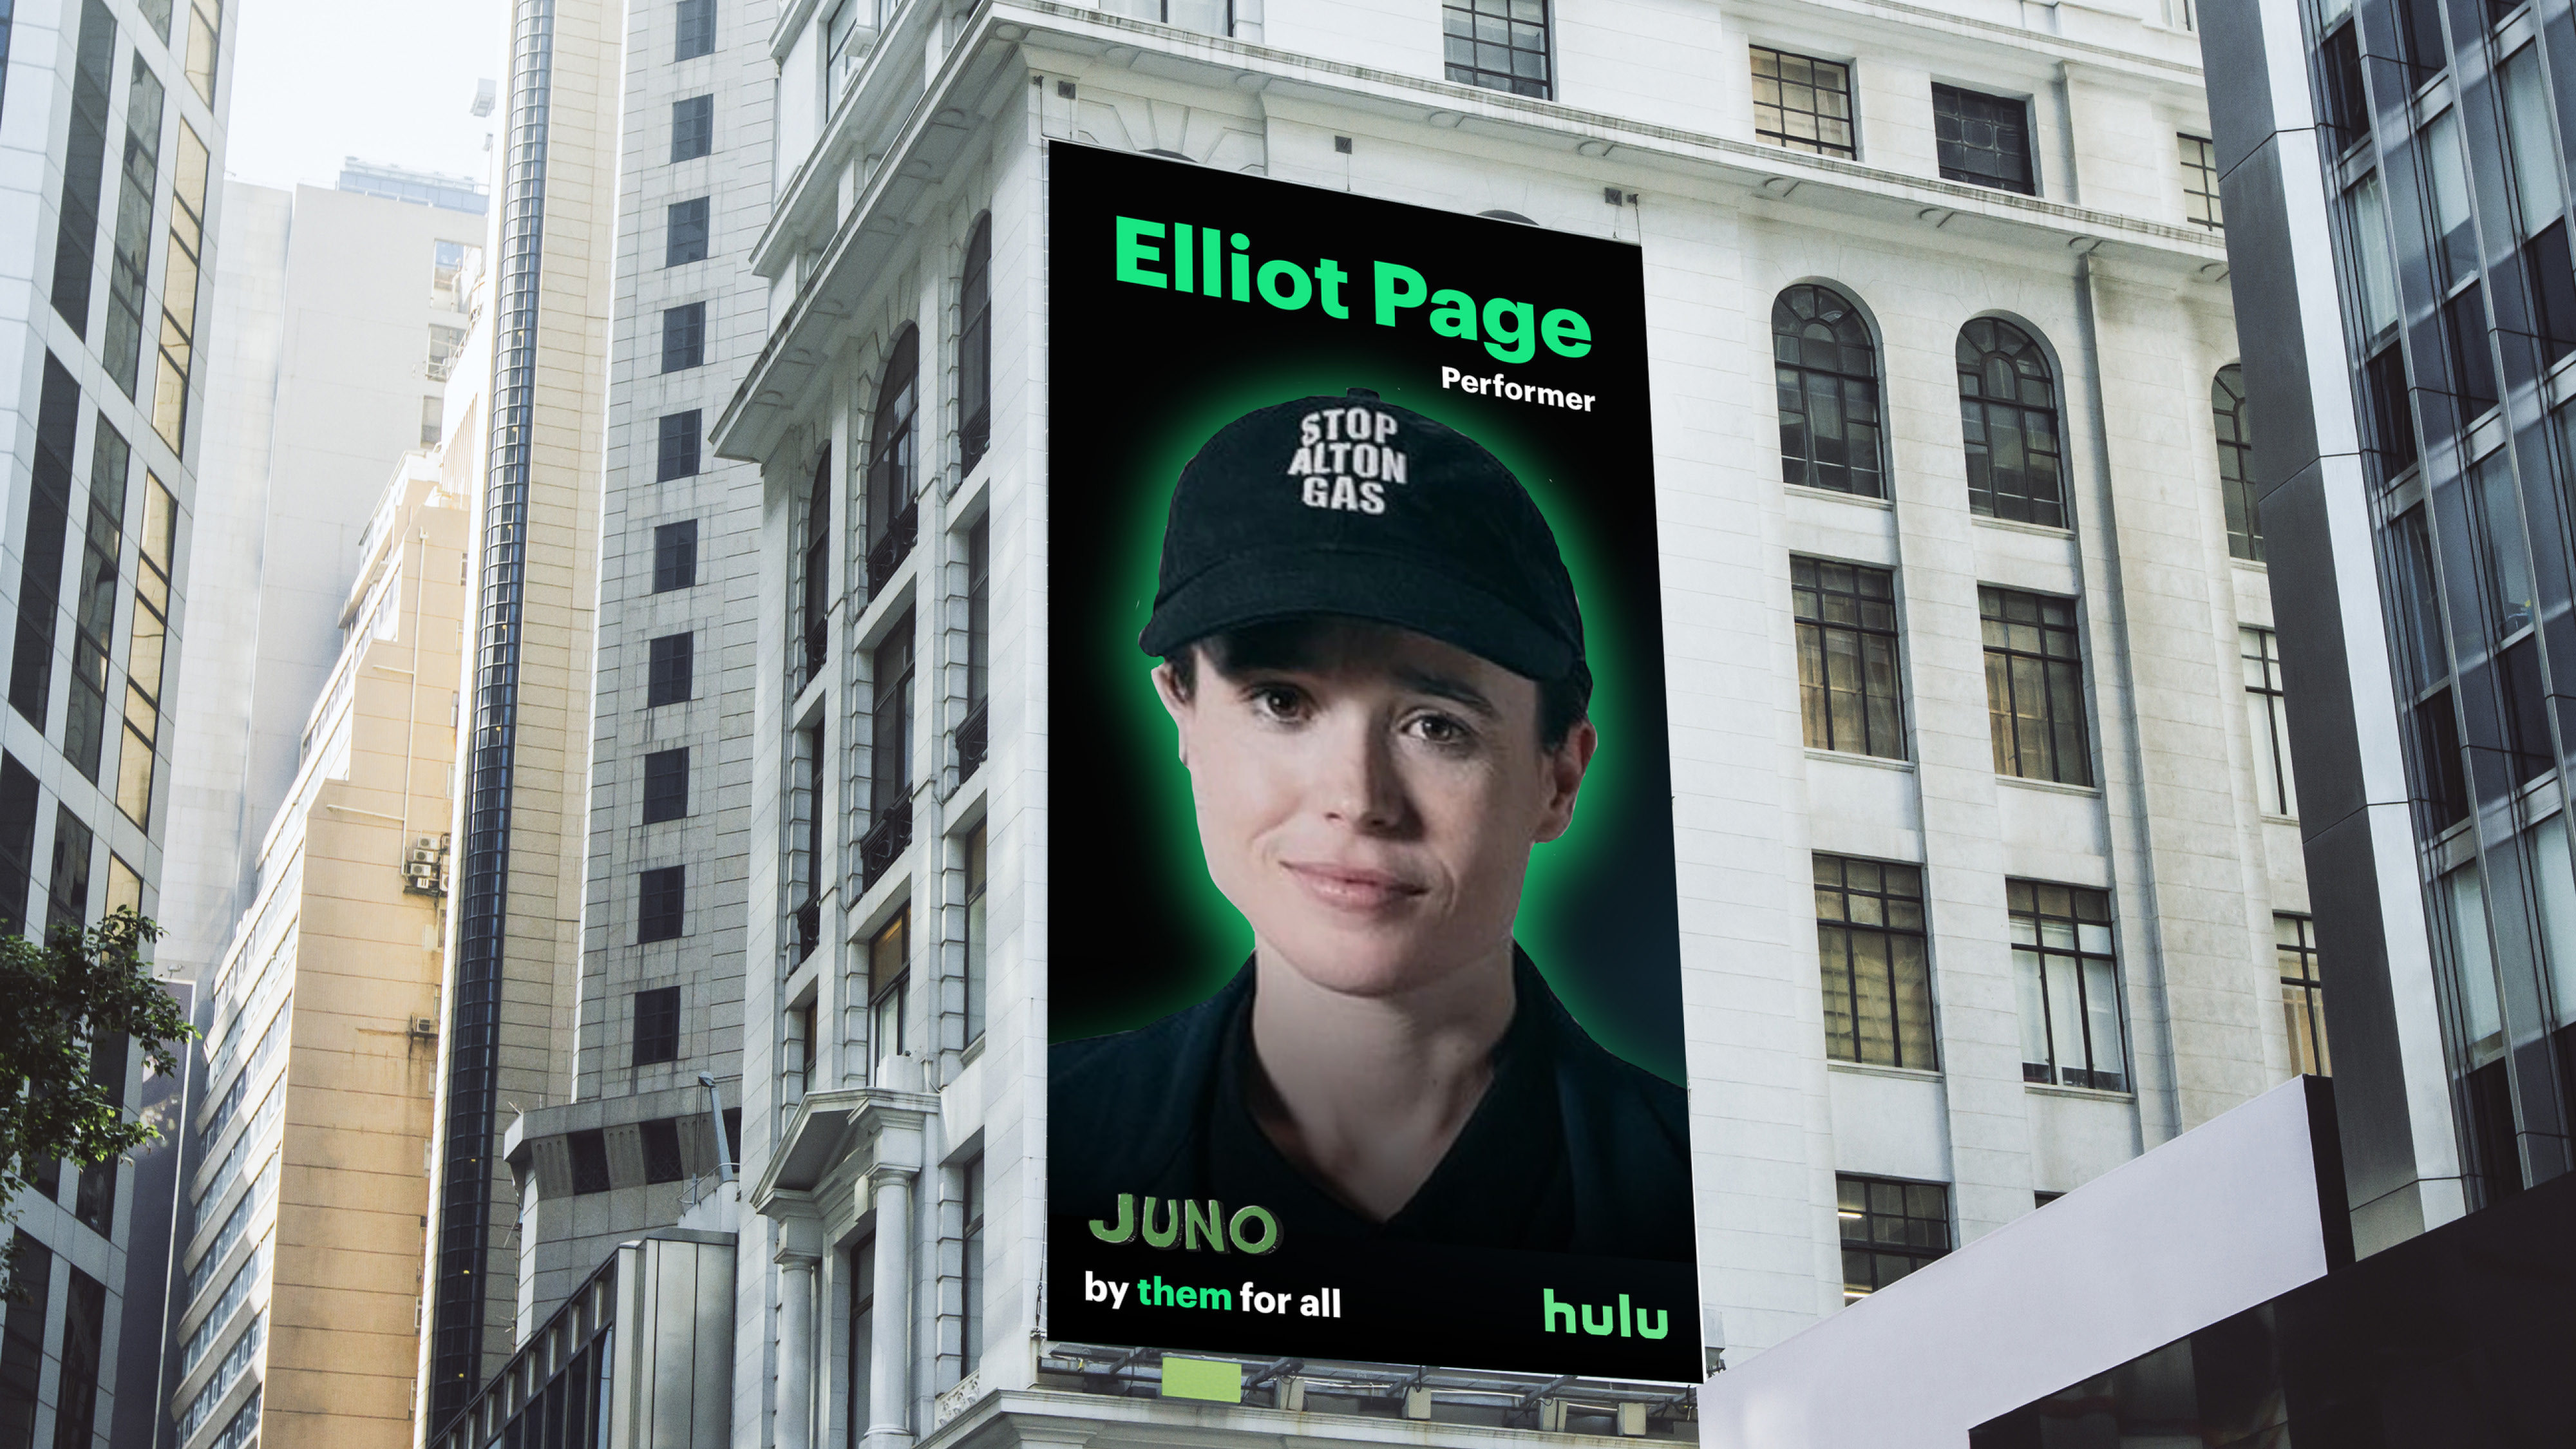 Elliot Page
Performer
STOP
ALTON
GAS
JUNO
by them for all
hulu